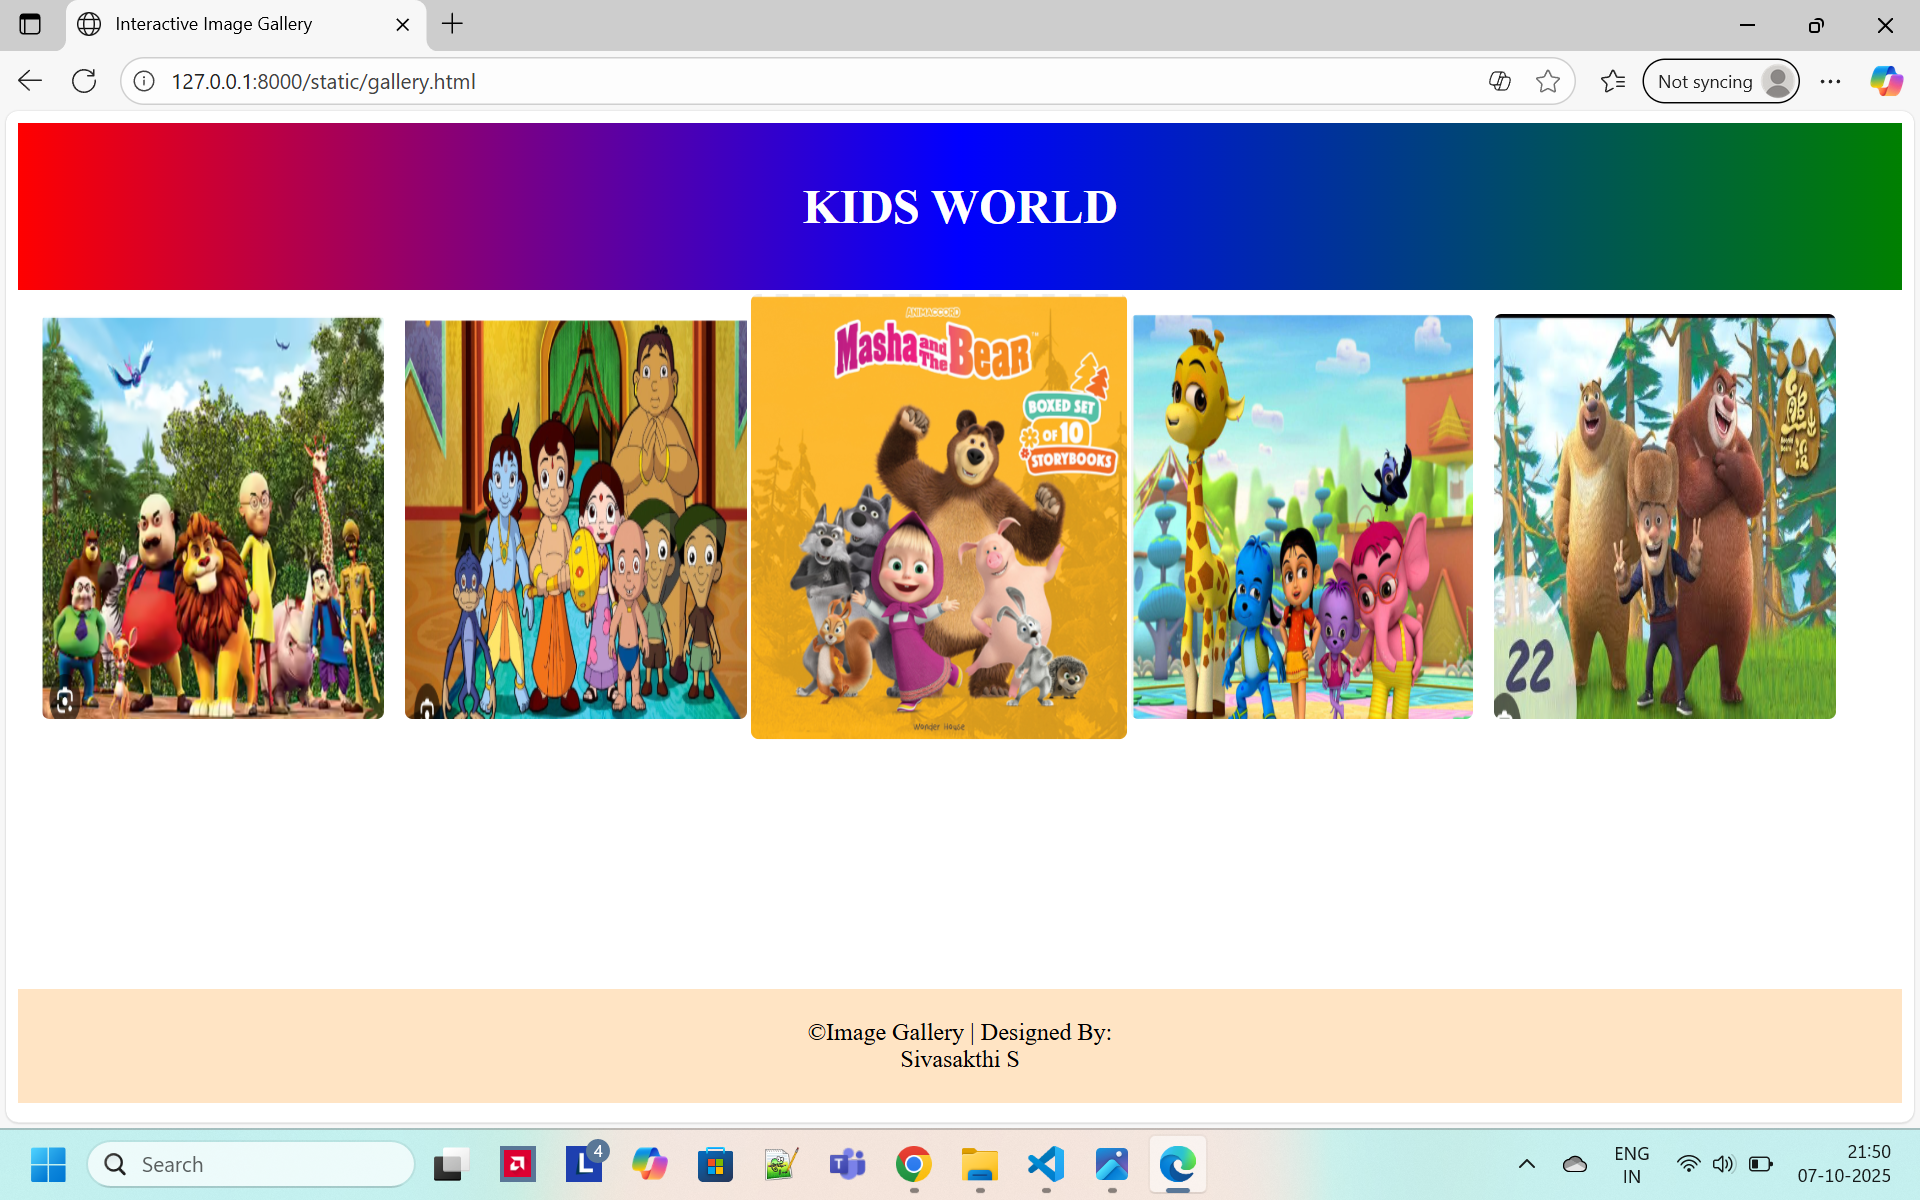 Interactive Image Gallery
127.0.0.1:8000/static/gallery.html
Not syncing
KIDS WORLD
ANIMACCORD
Masha and The Bear™
BOXED SET
OF 10
STORYBOOKS
Wonder House
22
©Image Gallery | Designed By:
Sivasakthi S
Search
4
ENG
IN
21:50
07-10-2025